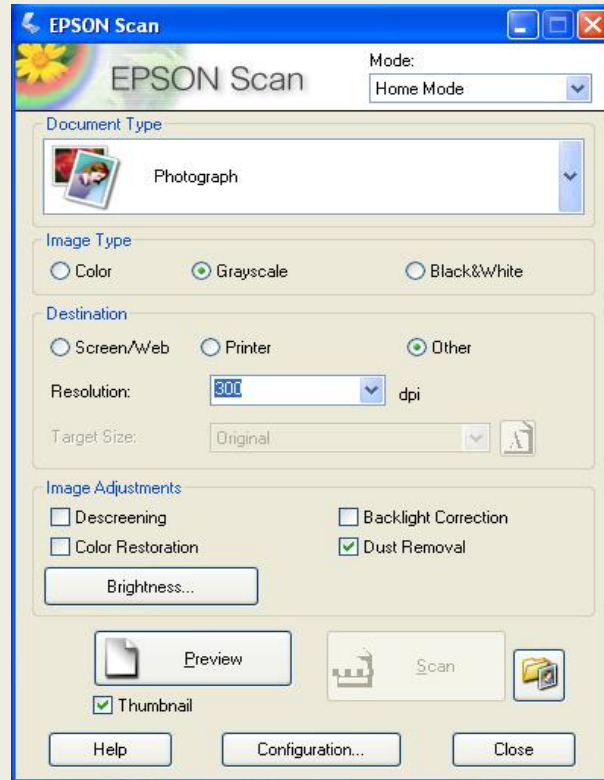 EPSON Scan
EPSON Scan
Mode:
Home Mode
Document Type
Photograph
Image Type
Color Grayscale Black&White
Destination
Screen/Web Printer Other
Resolution: 300 dpi
Target Size: Original
Image Adjustments
Descreening Backlight Correction
Color Restoration Dust Removal
Brightness...
Preview Scan
Thumbnail
Help Configuration... Close